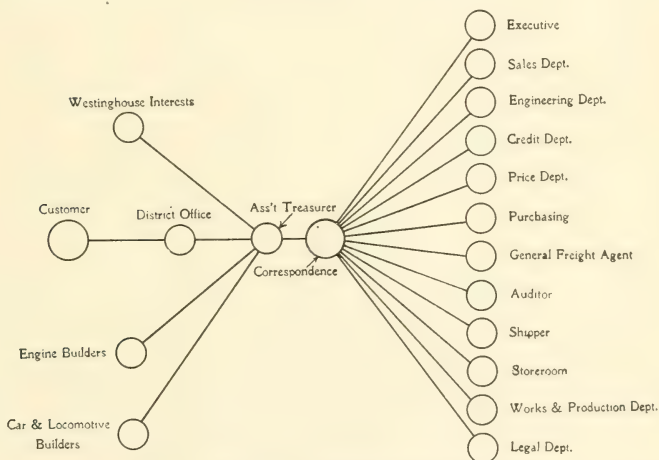 Executive
Sales Dept.
Westinghouse Interests
Engineering Dept.
Credit Dept.
Price Dept.
Customer
District Office
Ass't Treasurer
Purchasing
General Freight Agent
Correspondence
Auditor
Shipper
Engine Builders
Storeroom
Works & Production Dept.
Car & Locomotive
Builders
Legal Dept.